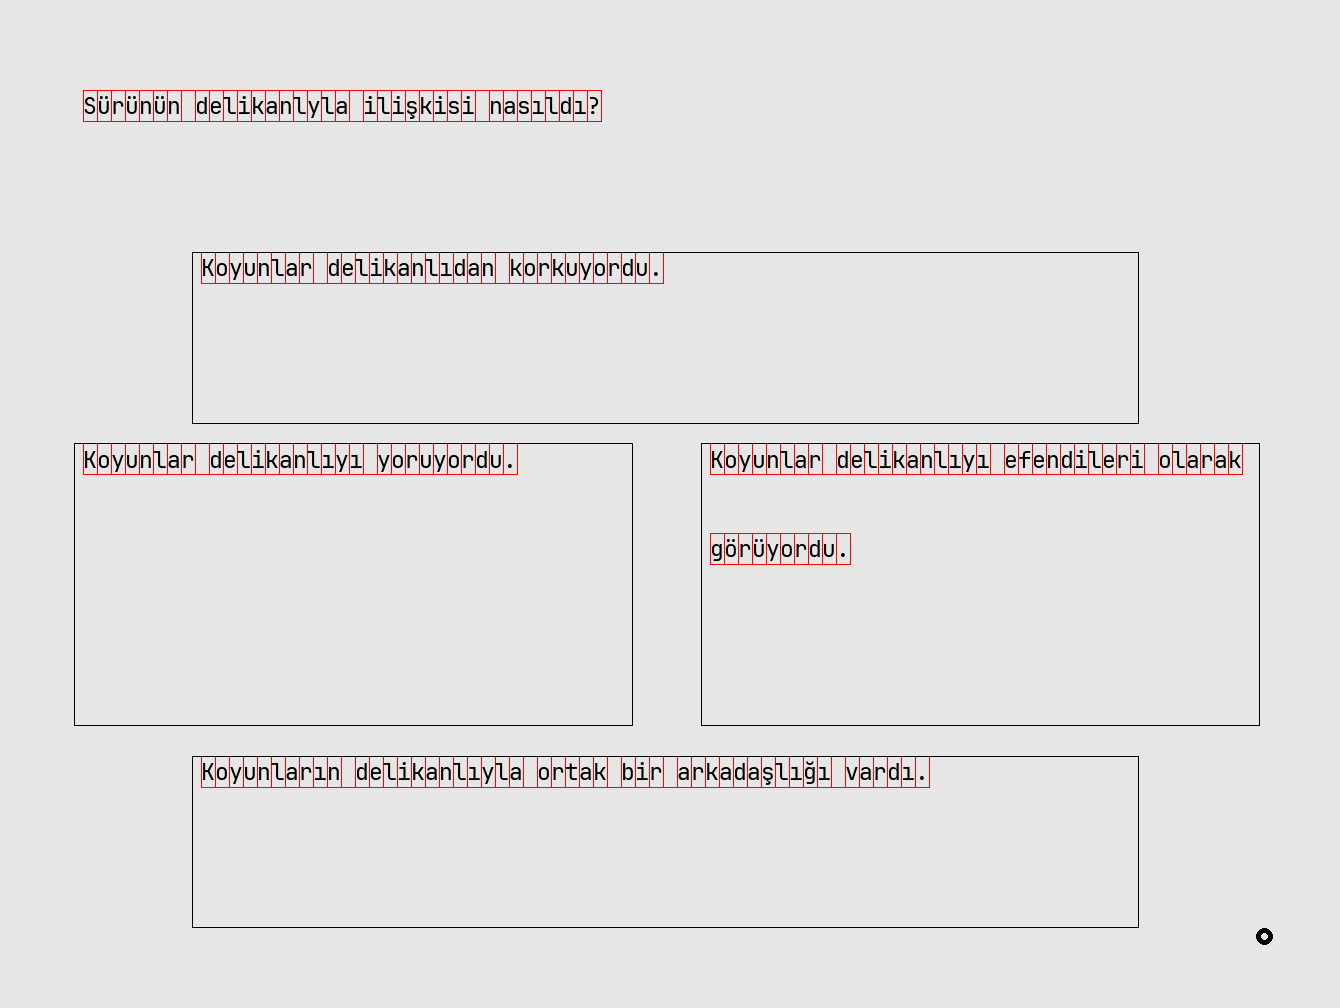 Sürünün delikanlyla ilişkisi nasıldı?
Koyunlar delikanlıdan korkuyordu.
Koyunlar delikanlıyı yoruyordu.
Koyunlar delikanlıyı efendileri olarak
görüyordu.
Koyunların delikanlıyla ortak bir arkadaşlığı vardı.